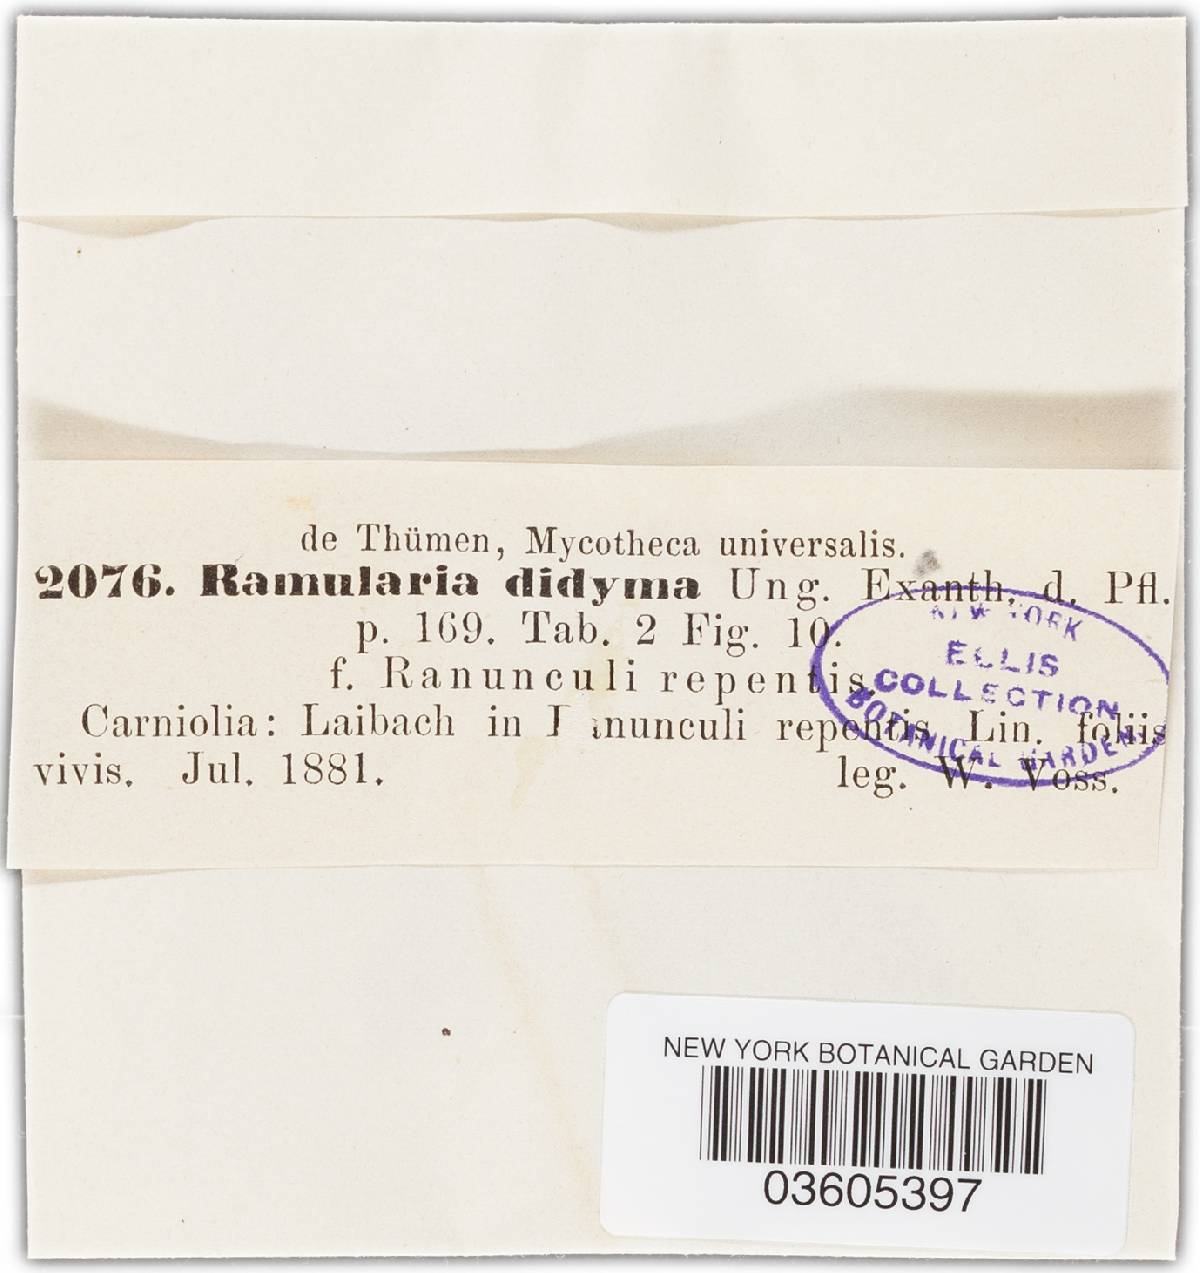 de Thümen, Mycotheca universalis.
2076. Ramularia didyma Ung. Exanth. d. Pfl.
p. 169. Tab. 2 Fig. 10.
f. Ranunculi repentis.
Carniolia: Laibach in Ranunculi repentis Lin. foliis
vivis. Jul. 1881. leg. W. Voss.
NEW YORK
ELLIS
COLLECTION
BOTANICAL GARDEN
NEW YORK BOTANICAL GARDEN
03605397